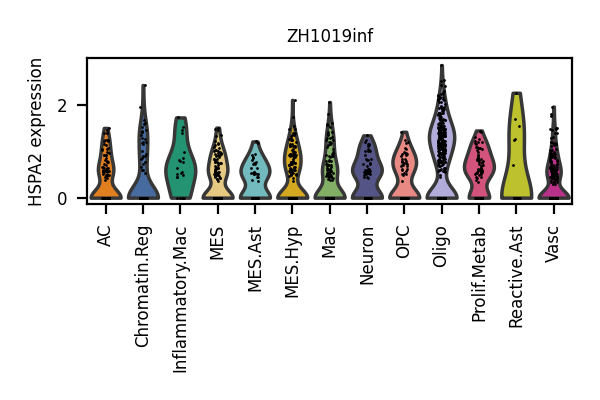 ZH1019inf
HSPA2 expression
2
0
AC
Chromatin.Reg
Inflammatory.Mac
MES
MES.Ast
MES.Hyp
Mac
Neuron
OPC
Oligo
Prolif.Metab
Reactive.Ast
Vasc